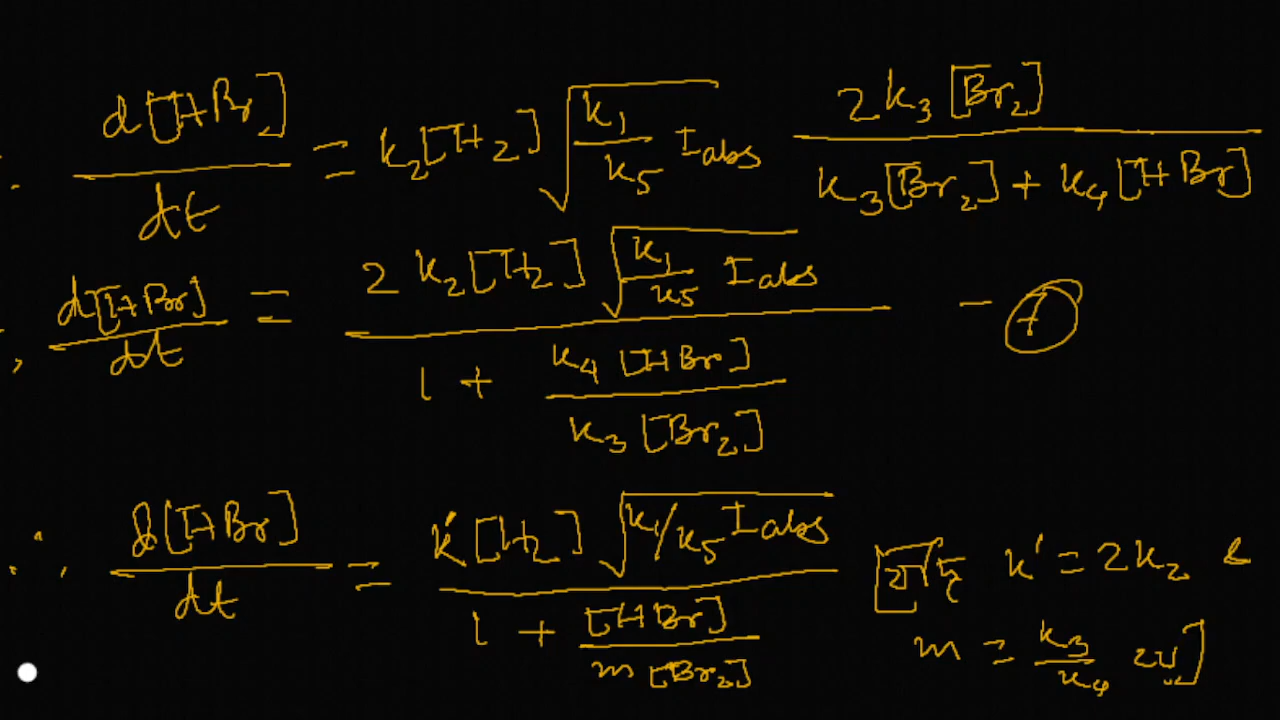 ∴ d[HBr₂]/dt = k₂[H₂] √(k₁/k₅ Iabs) 2k₃[Br₂]/(k₃[Br₂] + k₄[HBr])
, d[HBr]/dt = 2k₂[H₂] √(k₁/k₅ Iabs) / (1 + k₄[HBr]/k₃[Br₂]) – ⑦
∴, d[HBr]/dt = k′[H₂] √(k₁/k₅ Iabs) / (1 + [HBr]/m[Br₂]) [ k′ = 2k₂
m = k₃/k₄ ]